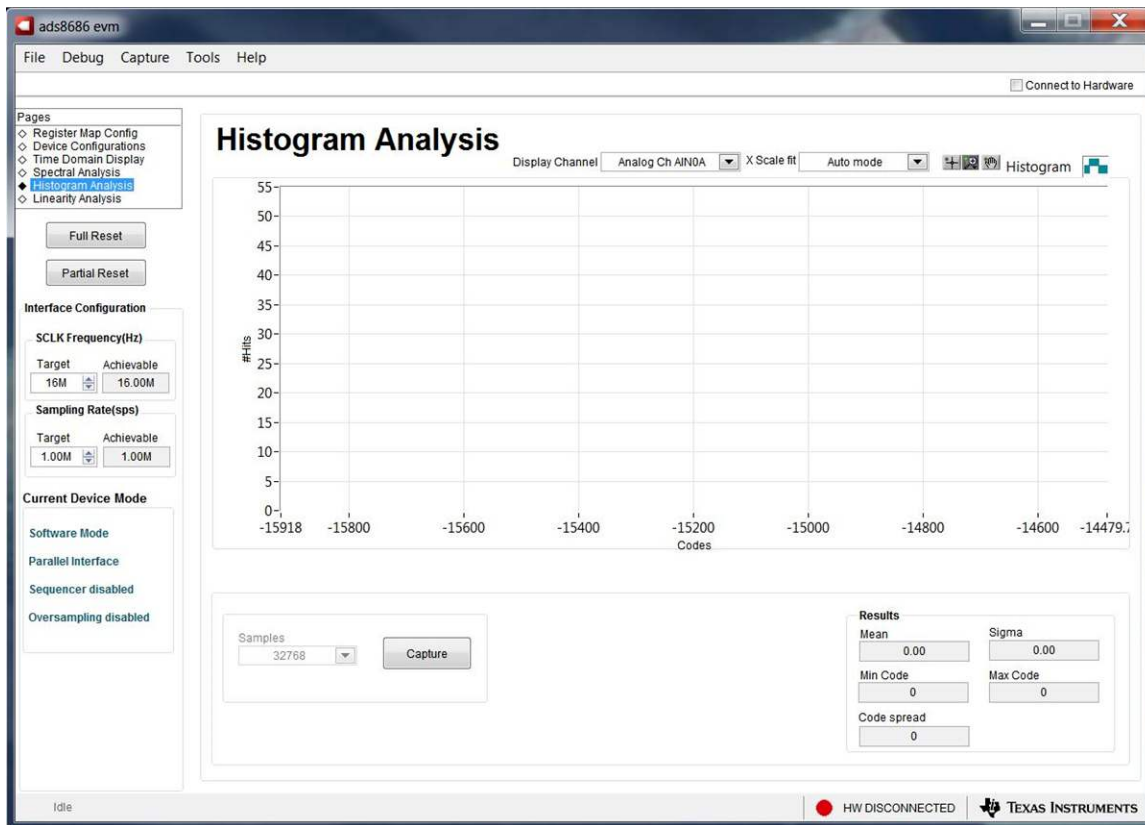 ads8686 evm
File Debug Capture Tools Help
Connect to Hardware
Pages
Register Map Config
Device Configurations
Time Domain Display
Spectral Analysis
Histogram Analysis
Linearity Analysis
Full Reset
Partial Reset
Interface Configuration
SCLK Frequency(Hz)
Target Achievable
16M 16.00M
Sampling Rate(sps)
Target Achievable
1.00M 1.00M
Current Device Mode
Software Mode
Parallel Interface
Sequencer disabled
Oversampling disabled
Histogram Analysis
Display Channel Analog Ch AIN0A X Scale fit Auto mode Histogram
55
50
45
40
35
30
25
20
15
10
5
0
#Hits
-15918 -15800 -15600 -15400 -15200 -15000 -14800 -14600 -14479.
Codes
Samples
32768
Capture
Results
Mean Sigma
0.00 0.00
Min Code Max Code
0 0
Code spread
0
Idle HW DISCONNECTED TEXAS INSTRUMENTS